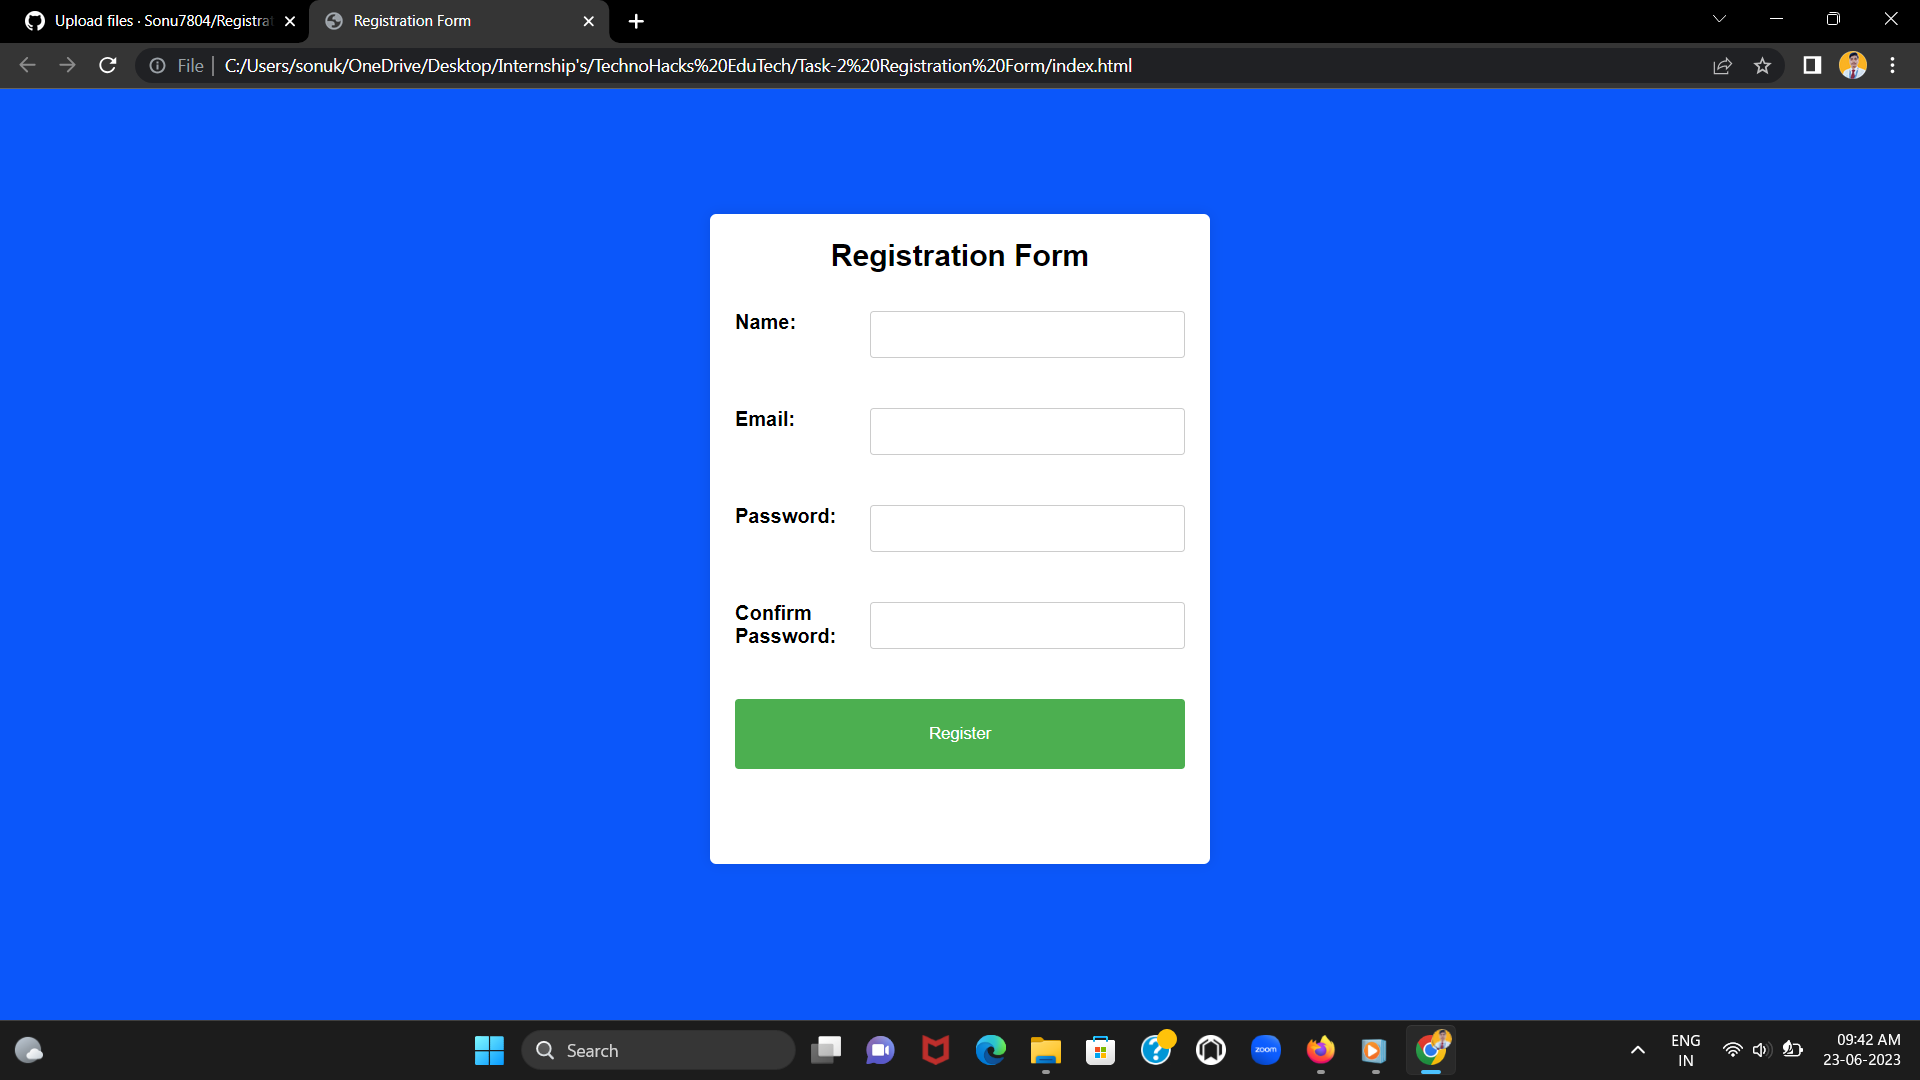 Upload files · Sonu7804/Registrat
Registration Form
File
C:/Users/sonuk/OneDrive/Desktop/Internship's/TechnoHacks%20EduTech/Task-2%20Registration%20Form/index.html
Registration Form
Name:
Email:
Password:
Confirm
Password:
Register
Search
zoom
ENG
IN
09:42 AM
23-06-2023